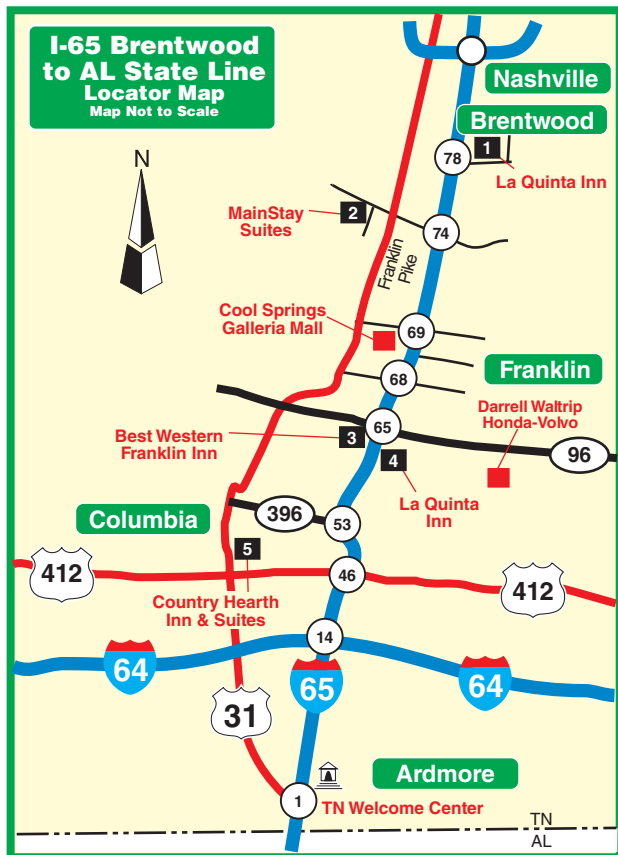 I-65 Brentwood
to AL State Line
Locator Map
Map Not to Scale
Nashville
Brentwood
N
78
1
La Quinta Inn
MainStay
Suites
2
74
Franklin
Pike
Cool Springs
Galleria Mall
69
68
Franklin
Darrell Waltrip
Honda-Volvo
65
Best Western
Franklin Inn
3
4
96
La Quinta
Inn
Columbia
396
53
5
412
46
412
Country Hearth
Inn & Suites
14
64
65
64
31
Ardmore
1
TN Welcome Center
TN
AL